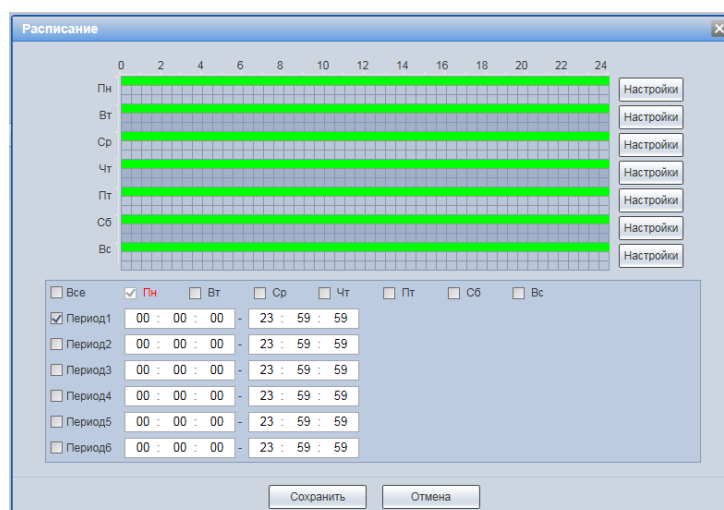 Расписание
0 2 4 6 8 10 12 14 16 18 20 22 24
Пн Настройки
Вт Настройки
Ср Настройки
Чт Настройки
Пт Настройки
Сб Настройки
Вс Настройки
Все Пн Вт Ср Чт Пт Сб Вс
Период1 00 : 00 : 00 - 23 : 59 : 59
Период2 00 : 00 : 00 - 23 : 59 : 59
Период3 00 : 00 : 00 - 23 : 59 : 59
Период4 00 : 00 : 00 - 23 : 59 : 59
Период5 00 : 00 : 00 - 23 : 59 : 59
Период6 00 : 00 : 00 - 23 : 59 : 59
Сохранить Отмена